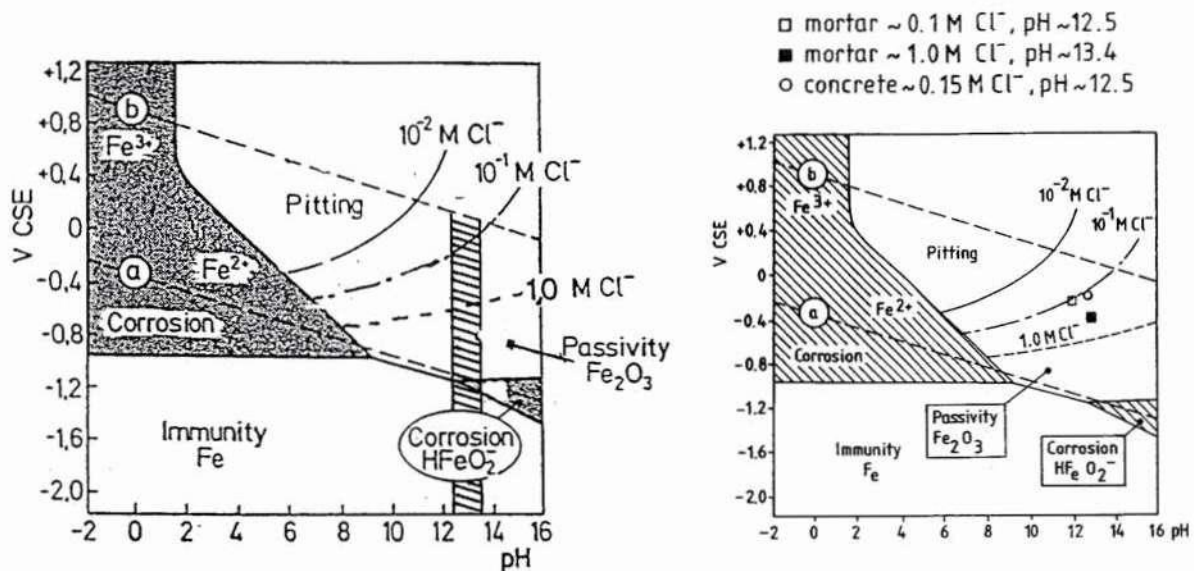 +1,2
+0,8
+0,4
0
-0,4
-0,8
-1,2
-1,6
-2,0
V CSE
b
Fe³⁺
10⁻² M Cl⁻
10⁻¹ M Cl⁻
Pitting
a
Fe²⁺
1.0 M Cl⁻
Corrosion
Passivity
Fe₂O₃
Immunity
Fe
Corrosion
HFeO₂⁻
-2 0 2 4 6 8 10 12 14 16
pH
□ mortar ~ 0.1 M Cl⁻, pH ~12.5
■ mortar ~ 1.0 M Cl⁻, pH ~13.4
○ concrete ~ 0.15 M Cl⁻, pH ~12.5
+1.2
+0.8
+0.4
0
-0.4
-0.8
-1.2
-1.6
-2.0
V CSE
b
Fe³⁺
10⁻² M Cl⁻
10⁻¹ M Cl⁻
Pitting
a
Fe²⁺
1.0 M Cl⁻
Corrosion
Passivity
Fe₂O₃
Immunity
Fe
Corrosion
HFe O₂⁻
-2 0 2 4 6 8 10 12 14 16
pH